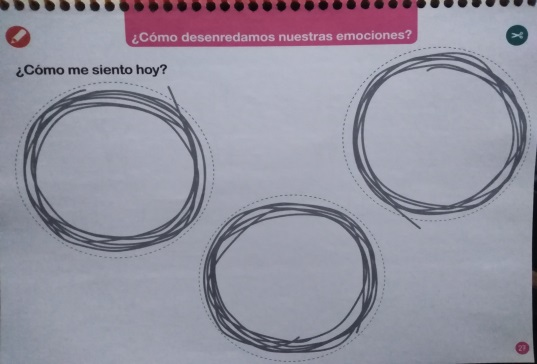 ¿Cómo desenredamos nuestras emociones?
¿Cómo me siento hoy?